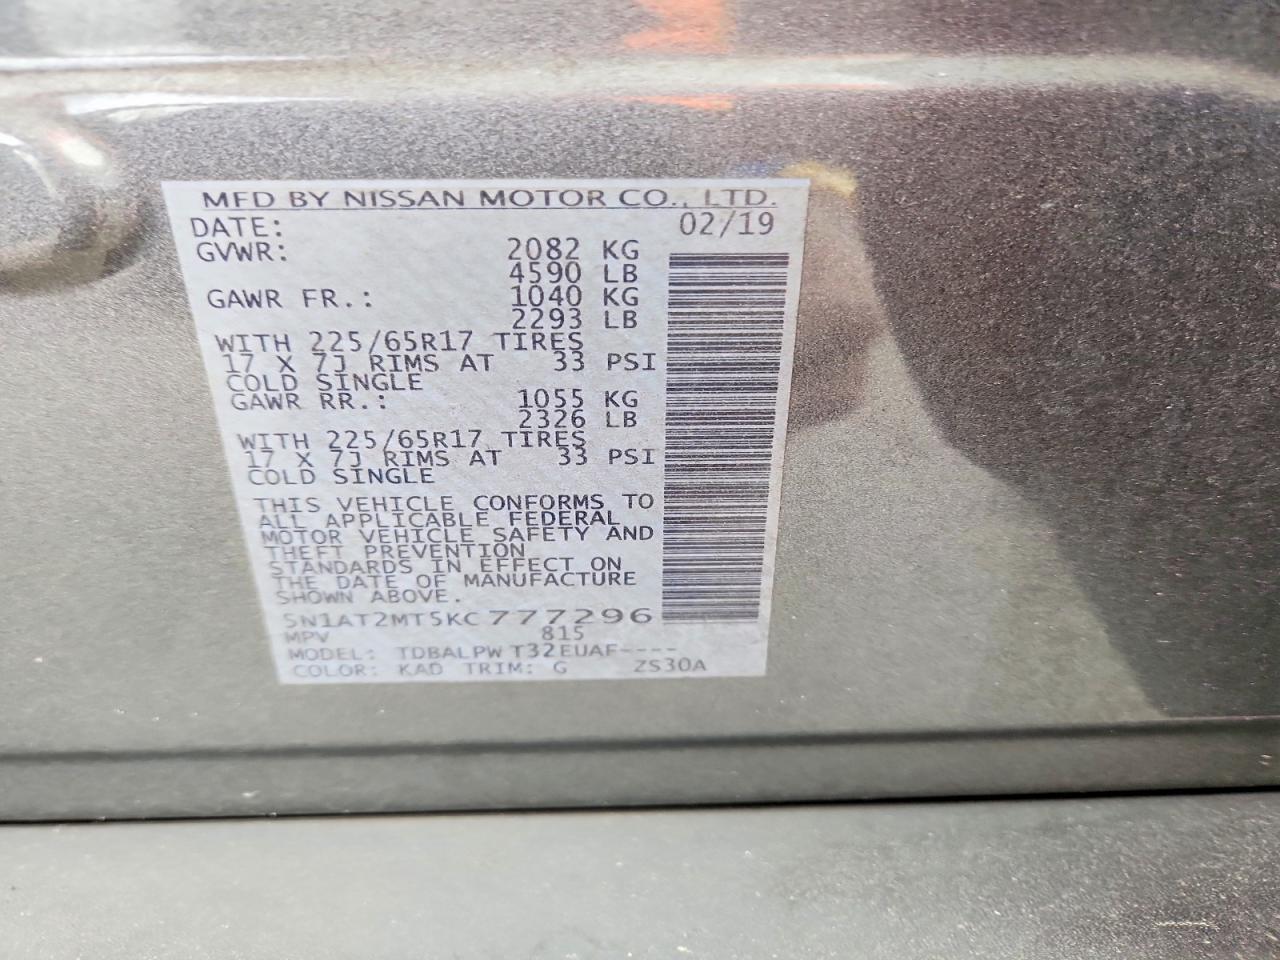 MFD BY NISSAN MOTOR CO., LTD.
DATE: 02/19
GVWR: 2082 KG
4590 LB
GAWR FR.: 1040 KG
2293 LB
WITH 225/65R17 TIRES
17 X 7J RIMS AT 33 PSI
COLD SINGLE
GAWR RR.: 1055 KG
2326 LB
WITH 225/65R17 TIRES
17 X 7J RIMS AT 33 PSI
COLD SINGLE
THIS VEHICLE CONFORMS TO
ALL APPLICABLE FEDERAL
MOTOR VEHICLE SAFETY AND
THEFT PREVENTION
STANDARDS IN EFFECT ON
THE DATE OF MANUFACTURE
SHOWN ABOVE.
5N1AT2MT5KC777296
MPV 815
MODEL: TDBALPW T32EUAF----
COLOR: KAD TRIM: G ZS30A